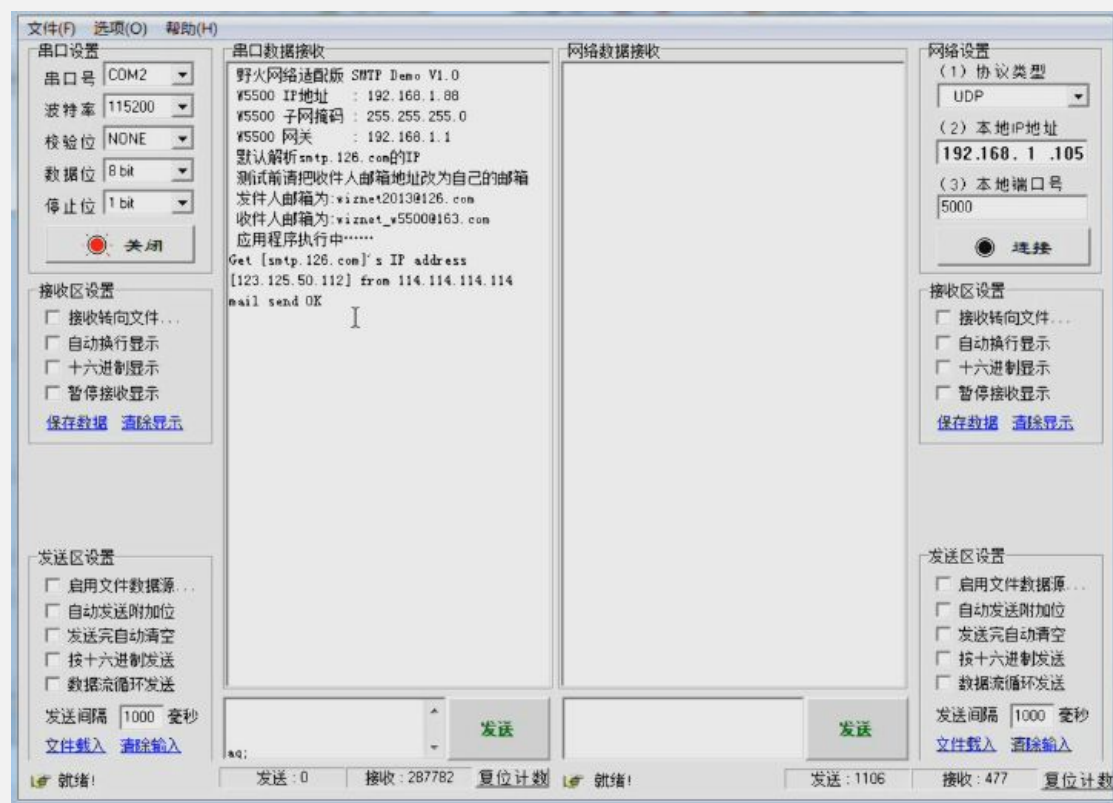 文件(F) 选项(O) 帮助(H)
串口设置
串口号 COM2
波特率 115200
校验位 NONE
数据位 8 bit
停止位 1 bit
关闭
接收区设置
接收转向文件...
自动换行显示
十六进制显示
暂停接收显示
保存数据 清除显示
发送区设置
启用文件数据源...
自动发送附加位
发送完自动清空
按十六进制发送
数据流循环发送
发送间隔 1000 毫秒
文件载入 清除输入
就绪!
串口数据接收
野火网络适配版 SMTP Demo V1.0
W5500 IP地址 : 192.168.1.88
W5500 子网掩码 : 255.255.255.0
W5500 网关 : 192.168.1.1
默认解析smtp.126.com的IP
测试前请把收件人邮箱地址改为自己的邮箱
发件人邮箱为:wiznet2013@126.com
收件人邮箱为:wiznet_w5500@163.com
应用程序执行中……
Get [smtp.126.com]'s IP address
[123.125.50.112] from 114.114.114.114
mail send OK
aq;
发送
发送 : 0 接收 : 287782 复位计数
网络数据接收
发送
就绪!
发送 : 1106 接收 : 477 复位计数
网络设置
(1) 协议类型
UDP
(2) 本地IP地址
192.168. 1 .105
(3) 本地端口号
5000
连接
接收区设置
接收转向文件...
自动换行显示
十六进制显示
暂停接收显示
保存数据 清除显示
发送区设置
启用文件数据源...
自动发送附加位
发送完自动清空
按十六进制发送
数据流循环发送
发送间隔 1000 毫秒
文件载入 清除输入